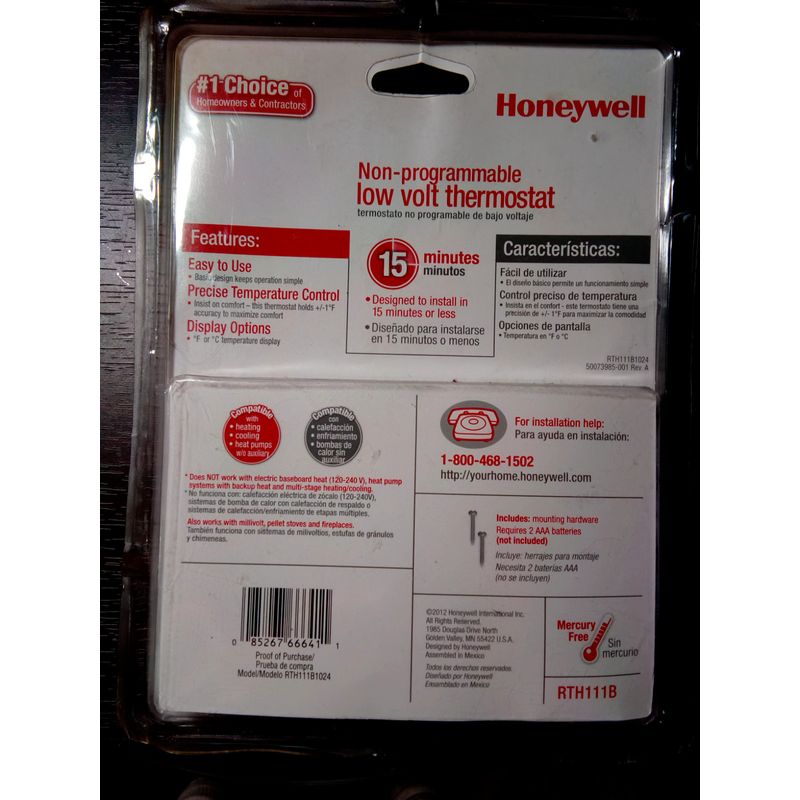 #1 Choice of
Homeowners & Contractors
Honeywell
Non-programmable
low volt thermostat
termostato no programable de bajo voltaje
Features:
Easy to Use
• Basic design keeps operation simple
Precise Temperature Control
• Insist on comfort – this thermostat holds +/-1°F
accuracy to maximize comfort
Display Options
• °F or °C temperature display
15 minutes
minutos
• Designed to install in
15 minutes or less
• Diseñado para instalarse
en 15 minutos o menos
Características:
Fácil de utilizar
• El diseño básico permite un funcionamiento simple
Control preciso de temperatura
• Insista en el confort - este termostato tiene una
precisión de +/- 1°F para maximizar la comodidad
Opciones de pantalla
• Temperatura en °F o °C
RTH111B1024
50073985-001 Rev. A
Compatible
with
• heating
• cooling
• heat pumps
w/o auxiliary
Compatible
con
• calefacción
• enfriamiento
• bombas de
calor sin
auxiliar
* Does NOT work with electric baseboard heat (120-240 V), heat pump
systems with backup heat and multi-stage heating/cooling.
* No funciona con: calefacción eléctrica de zócalo (120-240V),
sistemas de bomba de calor con calefacción de respaldo o
sistemas de calefacción/enfriamiento de etapas múltiples.
Also works with millivolt, pellet stoves and fireplaces.
También funciona con sistemas de milivoltios, estufas de gránulos
y chimeneas.
For installation help:
Para ayuda en instalación:
1-800-468-1502
http://yourhome.honeywell.com
Includes: mounting hardware
Requires 2 AAA batteries
(not included)
Incluye: herrajes para montaje
Necesita 2 baterías AAA
(no se incluyen)
0 85267 66641 1
Proof of Purchase/
Prueba de compra
Model/Modelo RTH111B1024
©2012 Honeywell International Inc.
All Rights Reserved.
1985 Douglas Drive North
Golden Valley, MN 55422 U.S.A.
Designed by Honeywell
Assembled in Mexico
Todos los derechos reservados.
Diseñado por Honeywell
Ensamblado en Mexico
Mercury
Free
Sin
mercurio
RTH111B